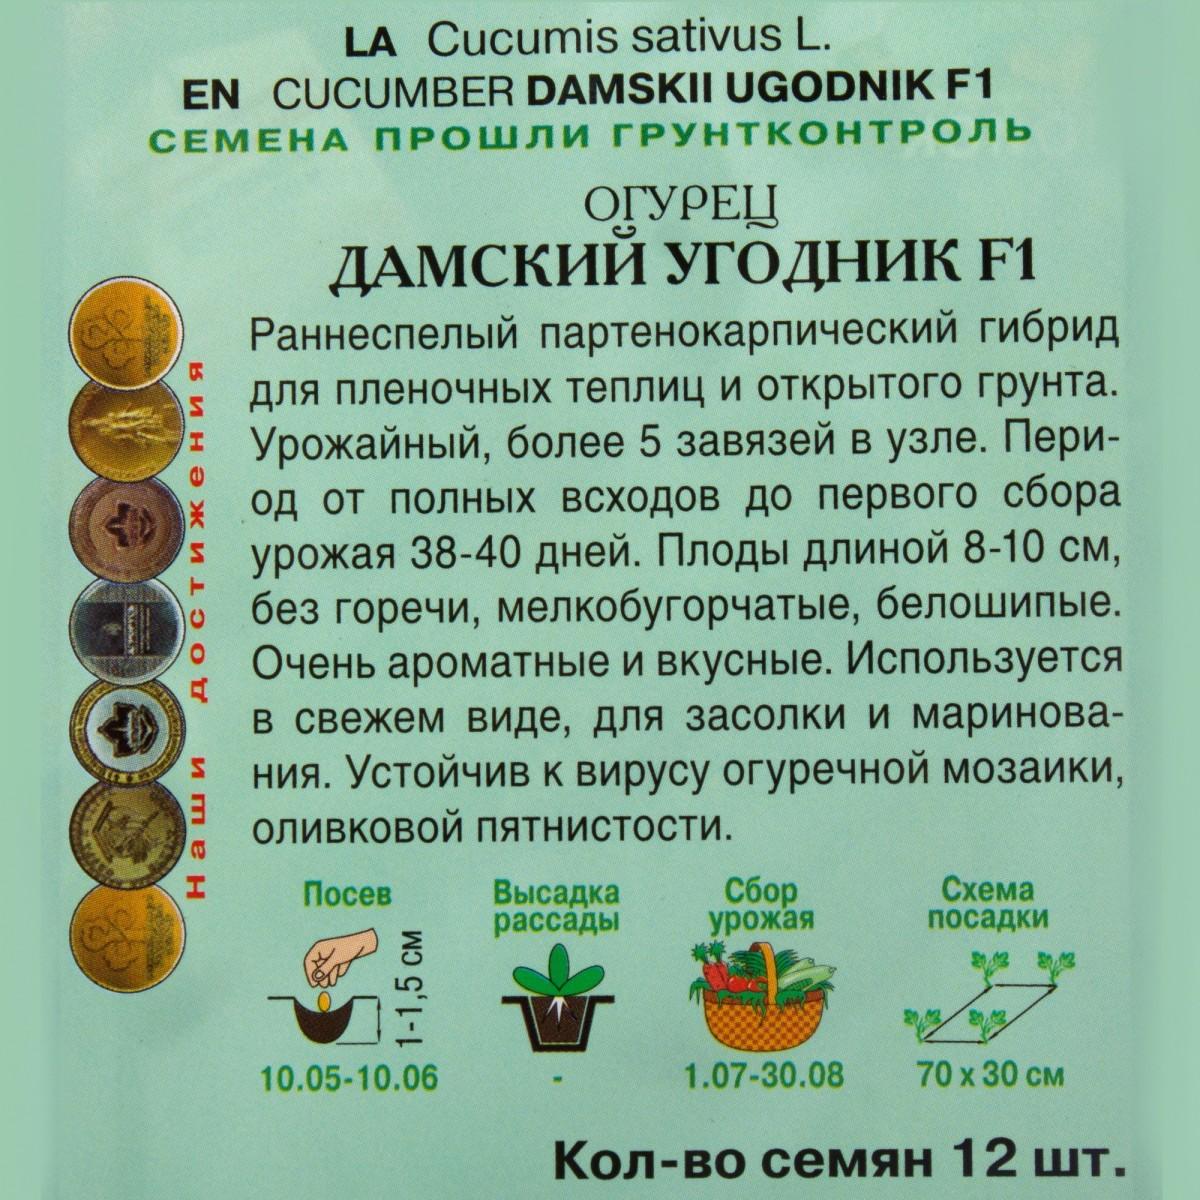 LA Cucumis sativus L.
EN CUCUMBER DAMSKII UGODNIK F1
СЕМЕНА ПРОШЛИ ГРУНТКОНТРОЛЬ
ОГУРЕЦ
ДАМСКИЙ УГОДНИК F1
Раннеспелый партенокарпический гибрид
для пленочных теплиц и открытого грунта.
Урожайный, более 5 завязей в узле. Пери-
од от полных всходов до первого сбора
урожая 38-40 дней. Плоды длиной 8-10 см,
без горечи, мелкобугорчатые, белошипые.
Очень ароматные и вкусные. Используется
в свежем виде, для засолки и маринова-
ния. Устойчив к вирусу огуречной мозаики,
оливковой пятнистости.
Наши достижения
Посев
1-1,5 см
10.05-10.06
Высадка
рассады
-
Сбор
урожая
1.07-30.08
Схема
посадки
70 х 30 см
Кол-во семян 12 шт.